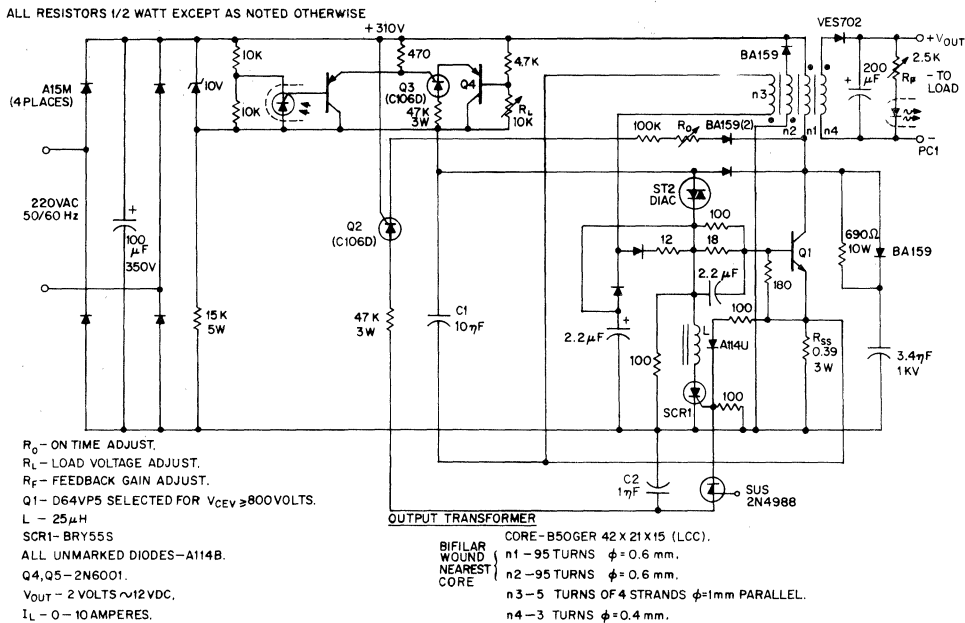 ALL RESISTORS 1/2 WATT EXCEPT AS NOTED OTHERWISE
+310V
VES702
+VOUT
BA159
A15M
(4 PLACES)
10K
10V
10K
470
Q3
(C106D)
47K
3W
Q4
4.7K
RL
10K
n3
n2
n1
n4
200
μF
+
2.5K
RF
-TO
LOAD
−
PC1
100K
RO
BA159(2)
220VAC
50/60 Hz
+
100
μF
350V
Q2
(C106D)
ST2
DIAC
100
12
18
2.2μF
Q1
180
690Ω
10W
BA159
15K
5W
47K
3W
C1
10ηF
+
2.2μF
100
L
A114U
100
RSS
0.39
3W
3.4ηF
1KV
SCR1
100
C2
1ηF
SUS
2N4988
RO – ON TIME ADJUST.
RL – LOAD VOLTAGE ADJUST.
RF – FEEDBACK GAIN ADJUST.
Q1 – D64VP5 SELECTED FOR VCEV ≥800VOLTS.
L – 25μH
SCR1 – BRY55S
ALL UNMARKED DIODES–A114B.
Q4,Q5–2N6001.
VOUT – 2 VOLTS ~12VDC.
IL – 0 – 10 AMPERES.
OUTPUT TRANSFORMER
CORE–B50GER 42 X 21 X 15 (LCC).
BIFILAR
WOUND
NEAREST
CORE
n1 –95 TURNS ϕ=0.6 mm.
n2 –95 TURNS ϕ=0.6 mm.
n3–5 TURNS OF 4 STRANDS ϕ=1mm PARALLEL.
n4–3 TURNS ϕ=0.4mm.